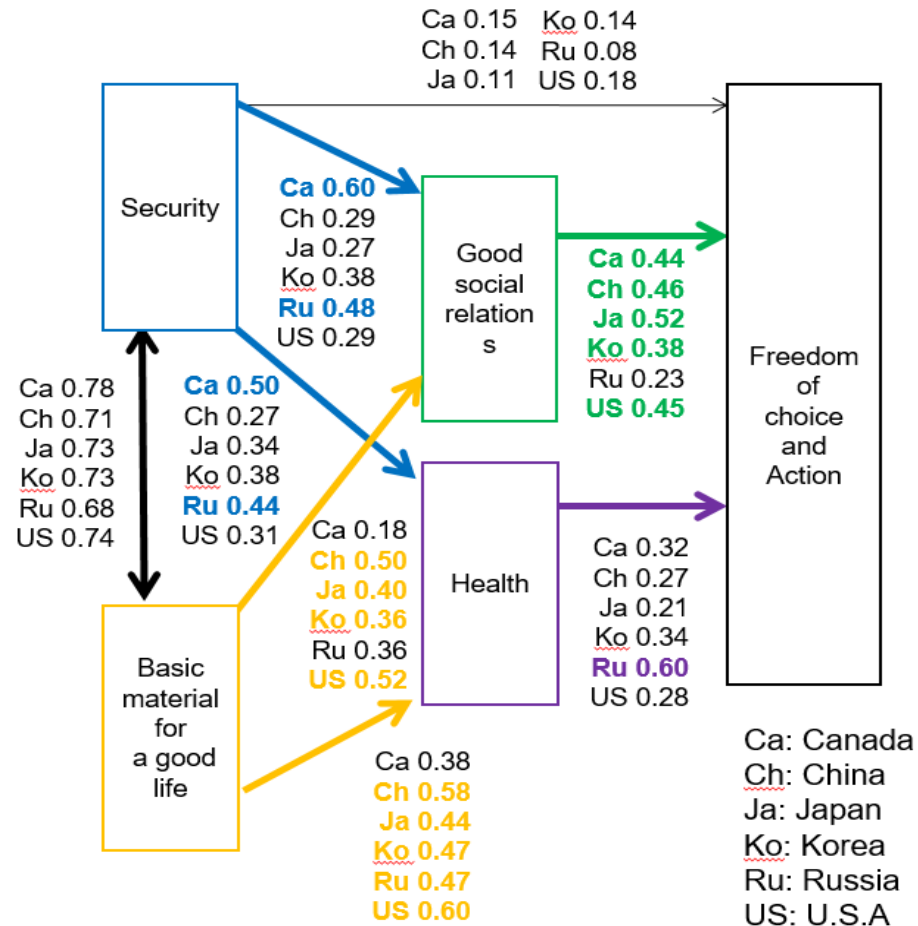 Ca 0.15 Ko 0.14
Ch 0.14 Ru 0.08
Ja 0.11 US 0.18
Security
Ca 0.60
Ch 0.29
Ja 0.27
Ko 0.38
Ru 0.48
US 0.29
Good
social
relation
s
Ca 0.44
Ch 0.46
Ja 0.52
Ko 0.38
Ru 0.23
US 0.45
Freedom
of
choice
and
Action
Ca 0.78
Ch 0.71
Ja 0.73
Ko 0.73
Ru 0.68
US 0.74
Ca 0.50
Ch 0.27
Ja 0.34
Ko 0.38
Ru 0.44
US 0.31
Ca 0.18
Ch 0.50
Ja 0.40
Ko 0.36
Ru 0.36
US 0.52
Health
Ca 0.32
Ch 0.27
Ja 0.21
Ko 0.34
Ru 0.60
US 0.28
Basic
material
for
a good
life
Ca 0.38
Ch 0.58
Ja 0.44
Ko 0.47
Ru 0.47
US 0.60
Ca: Canada
Ch: China
Ja: Japan
Ko: Korea
Ru: Russia
US: U.S.A